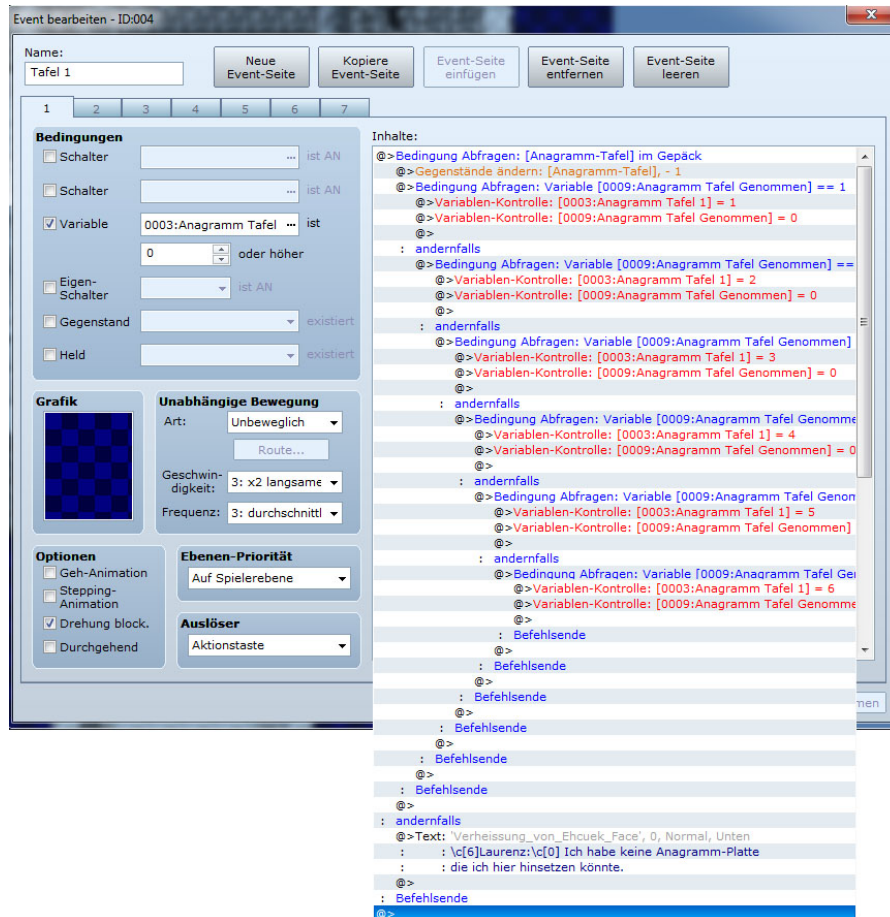 Event bearbeiten - ID:004
Name:
Tafel 1
Neue
Event-Seite
Kopiere
Event-Seite
Event-Seite
einfügen
Event-Seite
entfernen
Event-Seite
leeren
1 2 3 4 5 6 7
Bedingungen
Schalter ... ist AN
Schalter ... ist AN
Variable 0003:Anagramm Tafel ... ist
0 oder höher
Eigen-
Schalter ist AN
Gegenstand existiert
Held existiert
Grafik
Unabhängige Bewegung
Art: Unbeweglich
Route...
Geschwin-
digkeit: 3: x2 langsame
Frequenz: 3: durchschnittl
Optionen
Geh-Animation
Stepping-
Animation
Drehung block.
Durchgehend
Ebenen-Priorität
Auf Spielerebene
Auslöser
Aktionstaste
Inhalte:
@>Bedingung Abfragen: [Anagramm-Tafel] im Gepäck
@>Gegenstände ändern: [Anagramm-Tafel], - 1
@>Bedingung Abfragen: Variable [0009:Anagramm Tafel Genommen] == 1
@>Variablen-Kontrolle: [0003:Anagramm Tafel 1] = 1
@>Variablen-Kontrolle: [0009:Anagramm Tafel Genommen] = 0
@>
: andernfalls
@>Bedingung Abfragen: Variable [0009:Anagramm Tafel Genommen] ==
@>Variablen-Kontrolle: [0003:Anagramm Tafel 1] = 2
@>Variablen-Kontrolle: [0009:Anagramm Tafel Genommen] = 0
@>
: andernfalls
@>Bedingung Abfragen: Variable [0009:Anagramm Tafel Genommen]
@>Variablen-Kontrolle: [0003:Anagramm Tafel 1] = 3
@>Variablen-Kontrolle: [0009:Anagramm Tafel Genommen] = 0
@>
: andernfalls
@>Bedingung Abfragen: Variable [0009:Anagramm Tafel Genomme
@>Variablen-Kontrolle: [0003:Anagramm Tafel 1] = 4
@>Variablen-Kontrolle: [0009:Anagramm Tafel Genommen] = 0
@>
: andernfalls
@>Bedingung Abfragen: Variable [0009:Anagramm Tafel Genom
@>Variablen-Kontrolle: [0003:Anagramm Tafel 1] = 5
@>Variablen-Kontrolle: [0009:Anagramm Tafel Genommen]
@>
: andernfalls
@>Bedingung Abfragen: Variable [0009:Anagramm Tafel Gei
@>Variablen-Kontrolle: [0003:Anagramm Tafel 1] = 6
@>Variablen-Kontrolle: [0009:Anagramm Tafel Genomme
@>
: Befehlsende
@>
: Befehlsende
@>
: Befehlsende
@>
: Befehlsende
@>
: Befehlsende
@>
: Befehlsende
@>
: andernfalls
@>Text: 'Verheissung_von_Ehcuek_Face', 0, Normal, Unten
: : \c[6]Laurenz:\c[0] Ich habe keine Anagramm-Platte
: : die ich hier hinsetzen könnte.
@>
: Befehlsende
@>
men